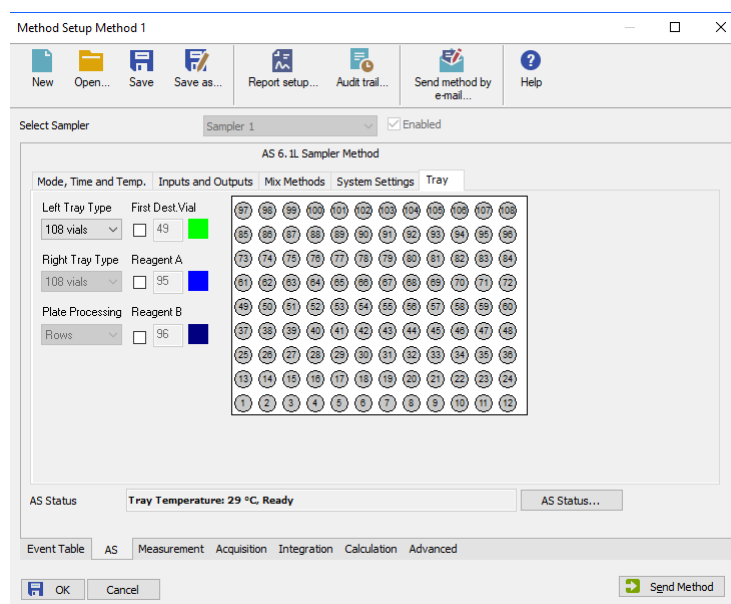 Method Setup Method 1
New Open... Save Save as... Report setup... Audit trail... Send method by e-mail... Help
Select Sampler Sampler 1 Enabled
AS 6.1L Sampler Method
Mode, Time and Temp. Inputs and Outputs Mix Methods System Settings Tray
Left Tray Type First Dest.Vial
108 vials 49
Right Tray Type Reagent A
108 vials 95
Plate Processing Reagent B
Rows 96
97 98 99 100 101 102 103 104 105 106 107 108
85 86 87 88 89 90 91 92 93 94 95 96
73 74 75 76 77 78 79 80 81 82 83 84
61 62 63 64 65 66 67 68 69 70 71 72
49 50 51 52 53 54 55 56 57 58 59 60
37 38 39 40 41 42 43 44 45 46 47 48
25 26 27 28 29 30 31 32 33 34 35 36
13 14 15 16 17 18 19 20 21 22 23 24
1 2 3 4 5 6 7 8 9 10 11 12
AS Status Tray Temperature: 29 °C, Ready AS Status...
Event Table AS Measurement Acquisition Integration Calculation Advanced
OK Cancel Send Method